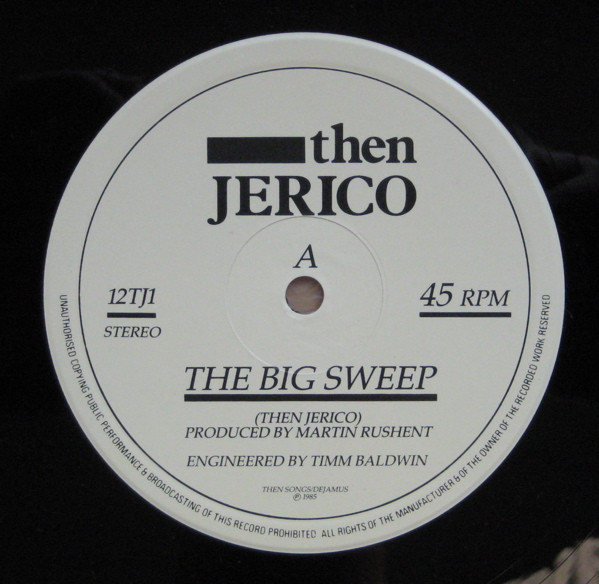 then
JERICO
A
12TJ1
STEREO
45 RPM
THE BIG SWEEP
(THEN JERICO)
PRODUCED BY MARTIN RUSHENT
ENGINEERED BY TIMM BALDWIN
THEN SONGS/DEJAMUS
℗ 1985
UNAUTHORISED COPYING PUBLIC PERFORMANCE & BROADCASTING OF THIS RECORD PROHIBITED ALL RIGHTS OF THE MANUFACTURER & OF THE OWNER OF THE RECORDED WORK RESERVED